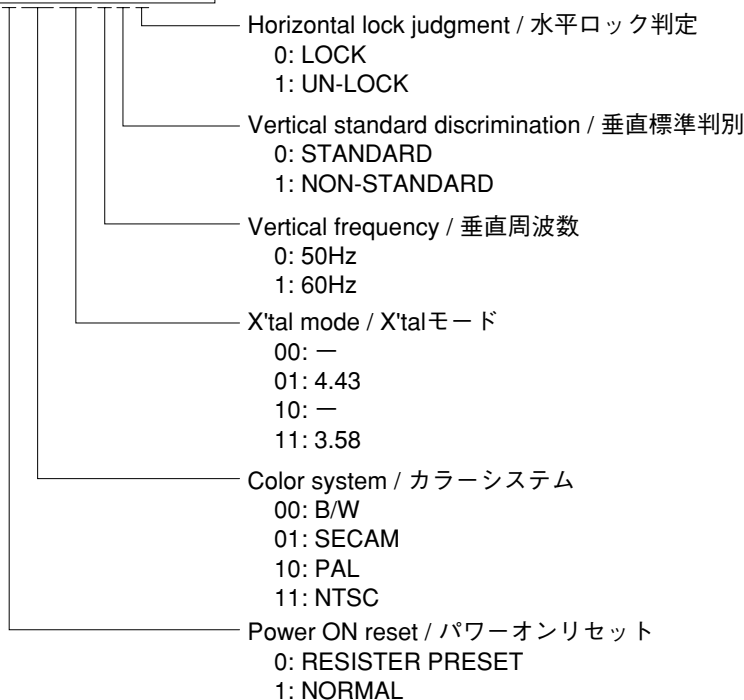 Horizontal lock judgment / 水平ロック判定
0: LOCK
1: UN-LOCK
Vertical standard discrimination / 垂直標準判別
0: STANDARD
1: NON-STANDARD
Vertical frequency / 垂直周波数
0: 50Hz
1: 60Hz
X'tal mode / X'talモード
00: —
01: 4.43
10: —
11: 3.58
Color system / カラーシステム
00: B/W
01: SECAM
10: PAL
11: NTSC
Power ON reset / パワーオンリセット
0: RESISTER PRESET
1: NORMAL